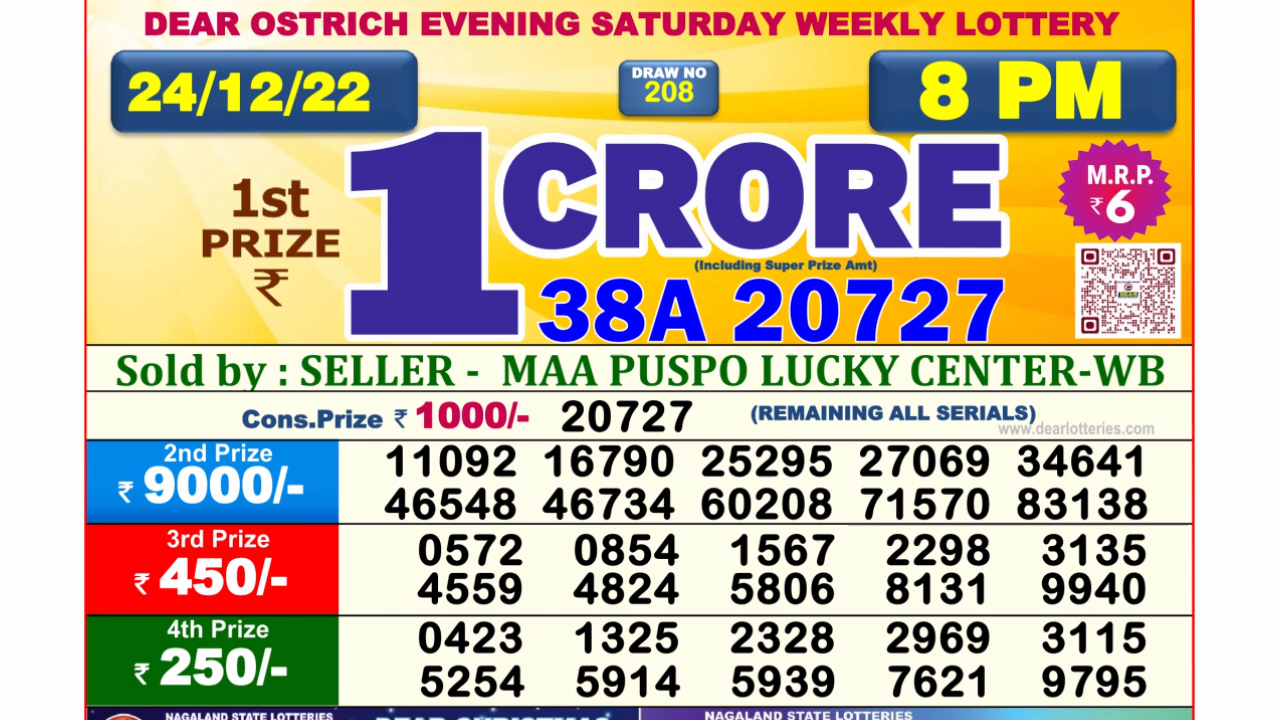 DEAR OSTRICH EVENING SATURDAY WEEKLY LOTTERY
24/12/22
DRAW NO
208
8 PM
1st
PRIZE
₹
1 CRORE
(Including Super Prize Amt)
38A 20727
M.R.P.
₹6
Sold by : SELLER - MAA PUSPO LUCKY CENTER-WB
Cons.Prize ₹ 1000/- 20727 (REMAINING ALL SERIALS)
www.dearlotteries.com
2nd Prize
₹ 9000/-
11092 16790 25295 27069 34641
46548 46734 60208 71570 83138
3rd Prize
₹ 450/-
0572 0854 1567 2298 3135
4559 4824 5806 8131 9940
4th Prize
₹ 250/-
0423 1325 2328 2969 3115
5254 5914 5939 7621 9795
NAGALAND STATE LOTTERIES
DEAR CHRISTMAS
NAGALAND STATE LOTTERIES